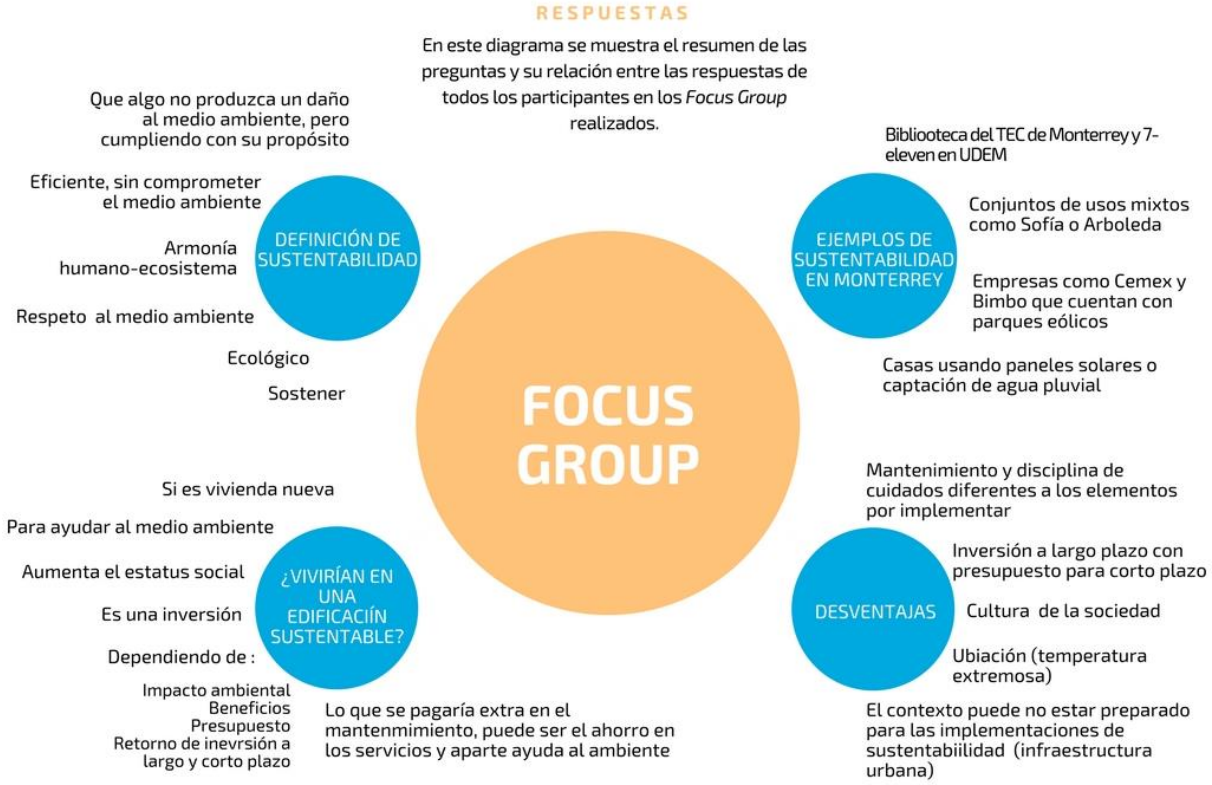 RESPUESTAS
En este diagrama se muestra el resumen de las
preguntas y su relación entre las respuestas de
todos los participantes en los Focus Group
realizados.
Que algo no produzca un daño
al medio ambiente, pero
cumpliendo con su propósito
Eficiente, sin comprometer
el medio ambiente
Armonía
humano-ecosistema
Respeto al medio ambiente
Ecológico
Sostener
DEFINICIÓN DE
SUSTENTABILIDAD
Bibliooteca del TEC de Monterrey y 7-
eleven en UDEM
Conjuntos de usos mixtos
como Sofía o Arboleda
Empresas como Cemex y
Bimbo que cuentan con
parques eólicos
Casas usando paneles solares o
captación de agua pluvial
EJEMPLOS DE
SUSTENTABILIDAD
EN MONTERREY
FOCUS
GROUP
Si es vivienda nueva
Para ayudar al medio ambiente
Aumenta el estatus social
Es una inversión
Dependiendo de :
Impacto ambiental
Beneficios
Presupuesto
Retorno de inevrsión a
largo y corto plazo
Lo que se pagaría extra en el
mantenmimiento, puede ser el ahorro en
los servicios y aparte ayuda al ambiente
¿VIVIRÍAN EN
UNA
EDIFICACIÍN
SUSTENTABLE?
Mantenimiento y disciplina de
cuidados diferentes a los elementos
por implementar
Inversión a largo plazo con
presupuesto para corto plazo
Cultura de la sociedad
Ubiación (temperatura
extremosa)
El contexto puede no estar preparado
para las implementaciones de
sustentabiilidad (infraestructura
urbana)
DESVENTAJAS